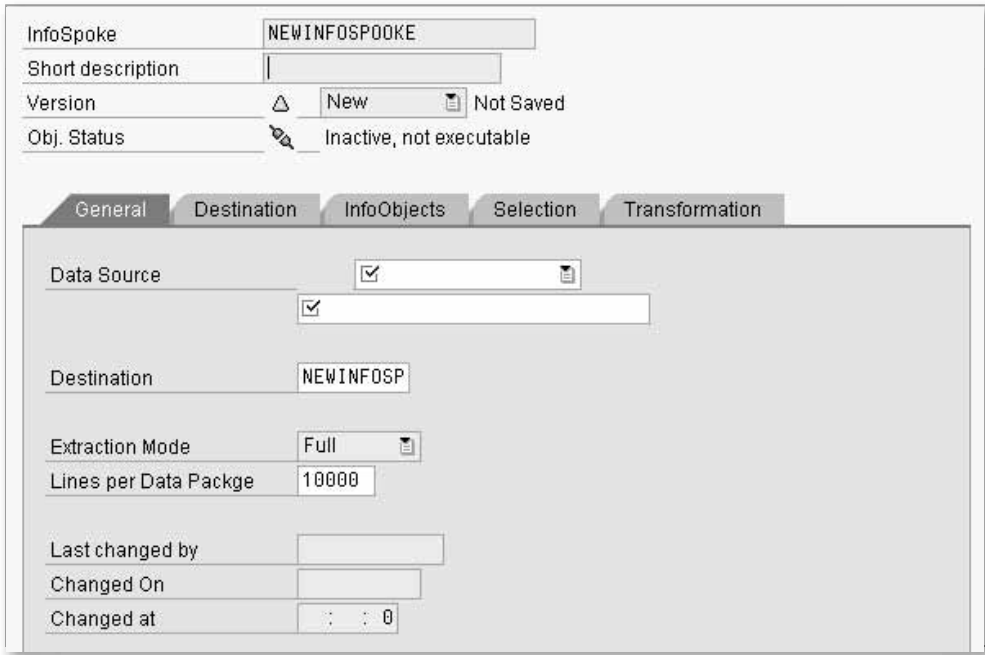 InfoSpoke NEWINFOSPOOKE
Short description
Version New Not Saved
Obj. Status Inactive, not executable
General Destination InfoObjects Selection Transformation
Data Source
Destination NEWINFOSP
Extraction Mode Full
Lines per Data Packge 10000
Last changed by
Changed On
Changed at : : 0